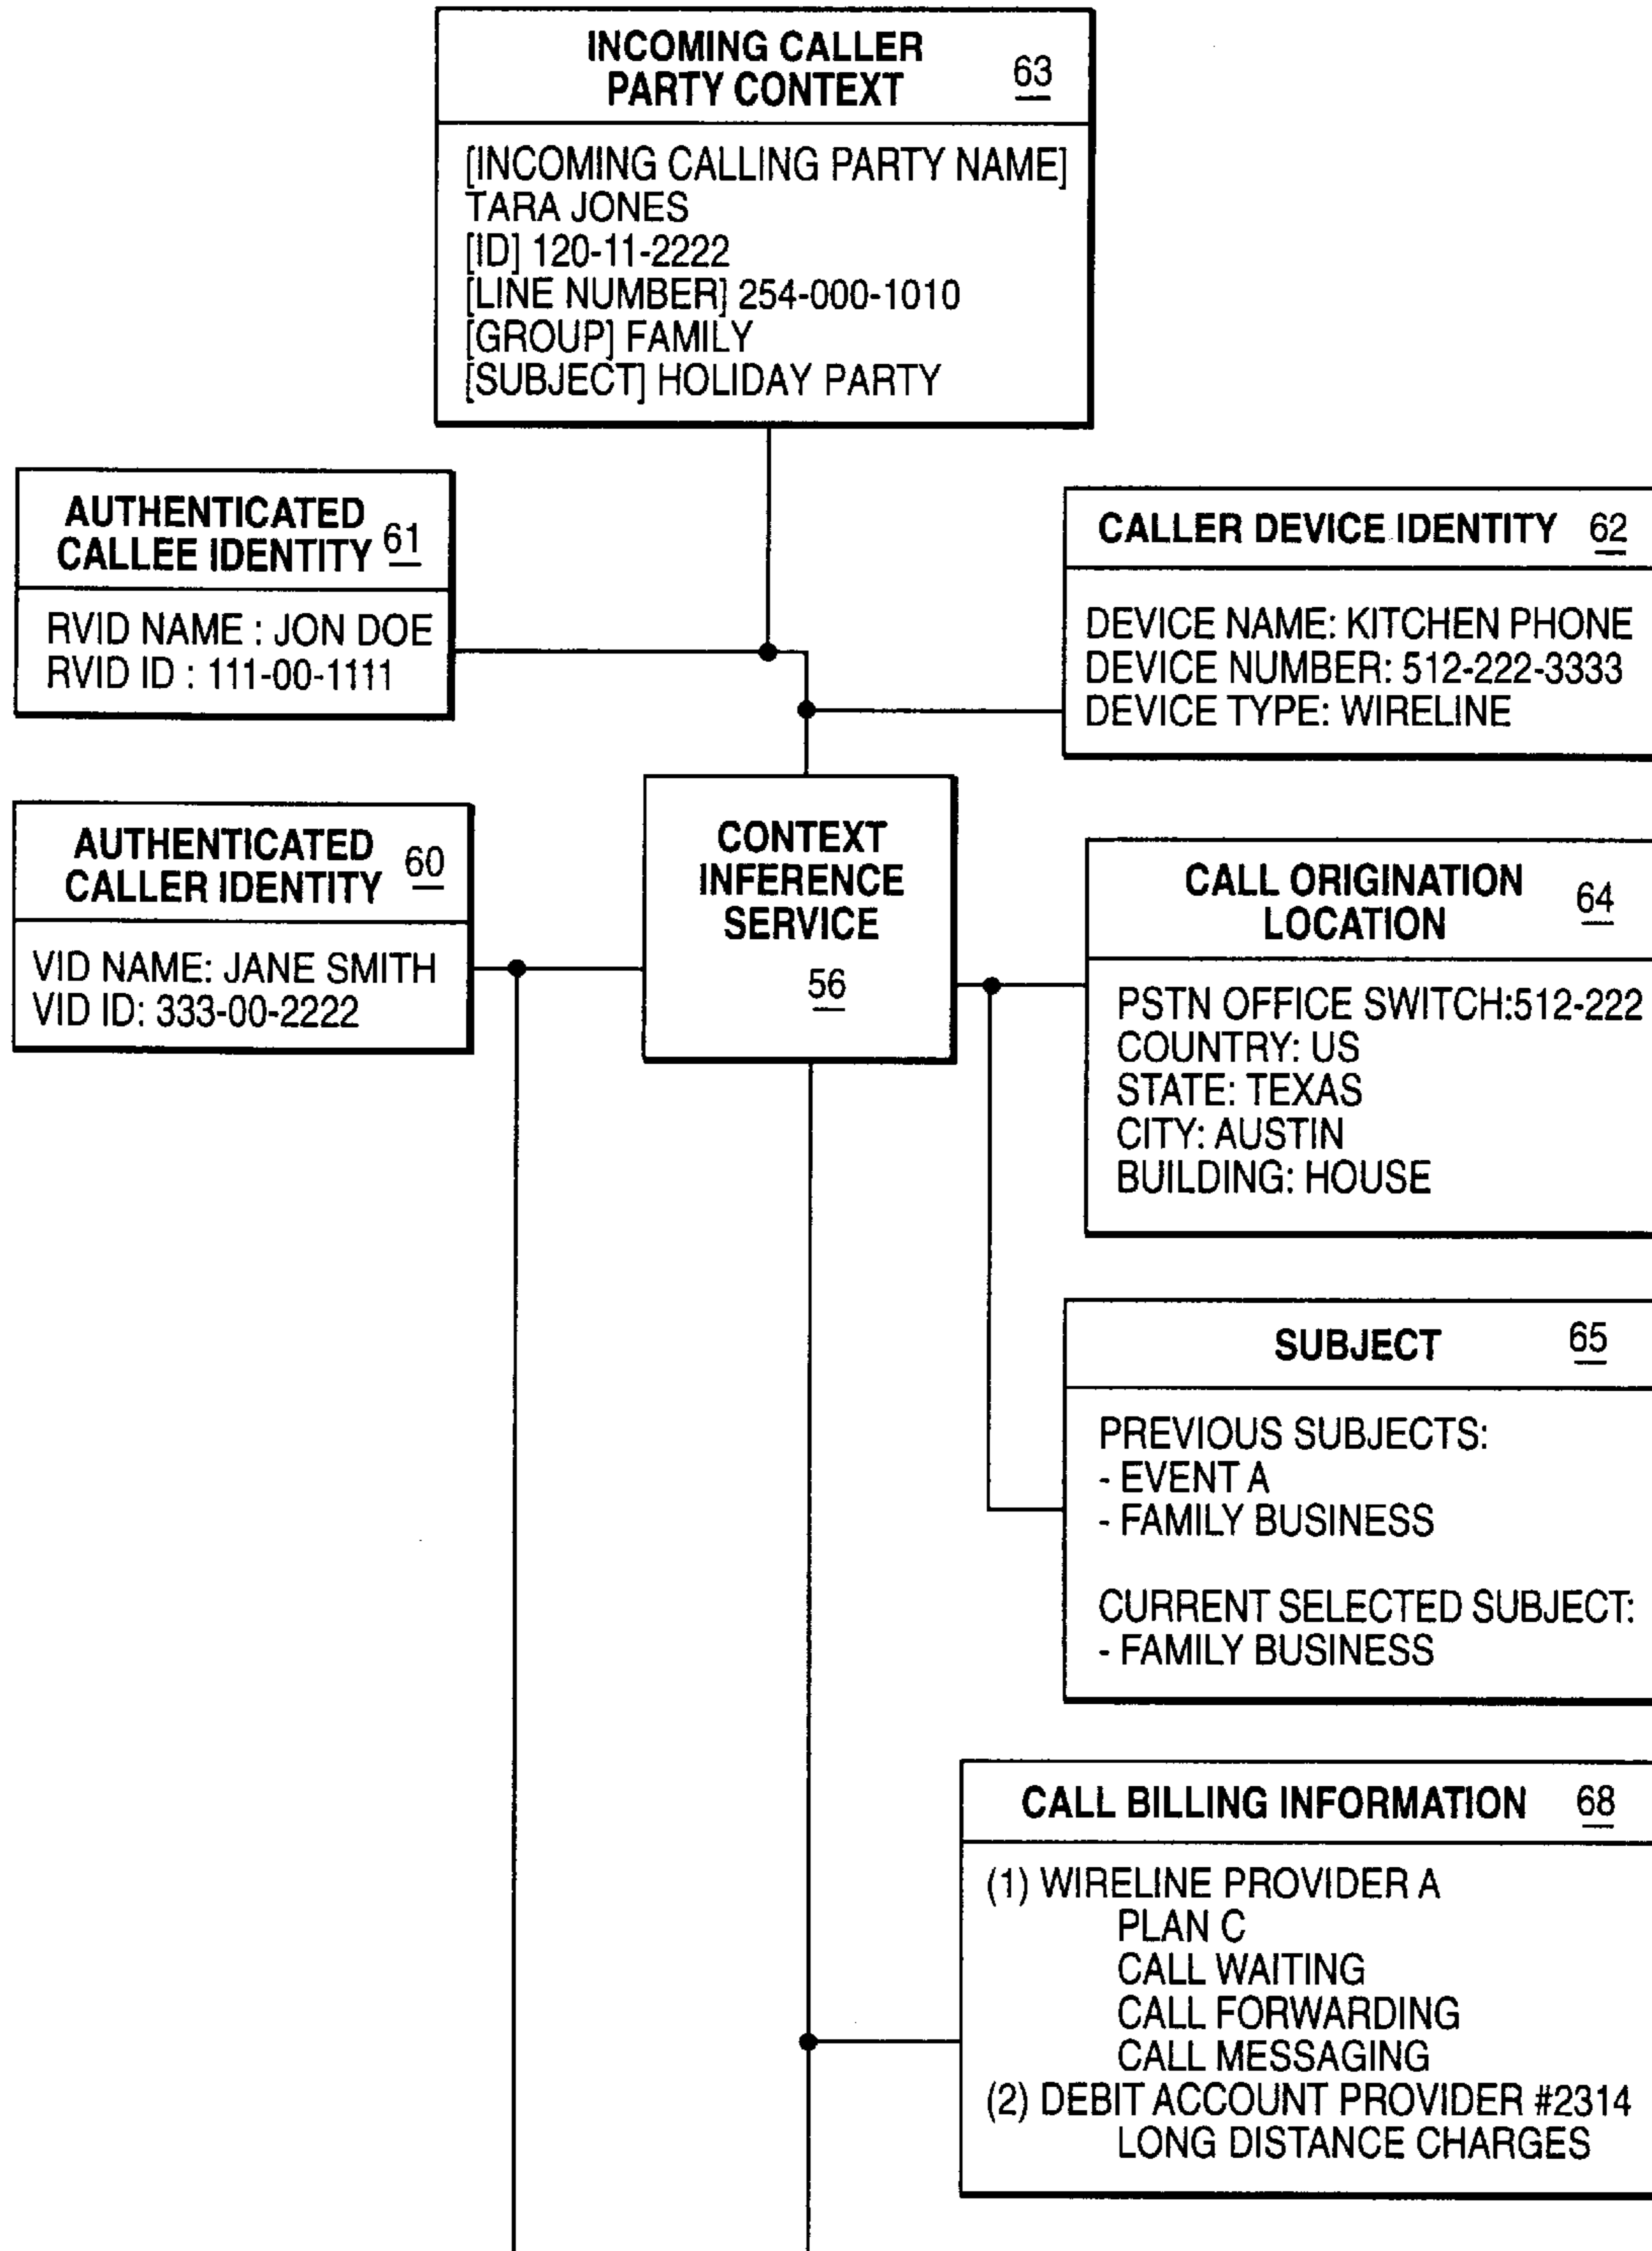 INCOMING CALLER
PARTY CONTEXT
63
[INCOMING CALLING PARTY NAME]
TARA JONES
[ID] 120-11-2222
[LINE NUMBER] 254-000-1010
[GROUP] FAMILY
[SUBJECT] HOLIDAY PARTY
AUTHENTICATED
CALLEE IDENTITY
61
RVID NAME : JON DOE
RVID ID : 111-00-1111
CALLER DEVICE IDENTITY 62
DEVICE NAME: KITCHEN PHONE
DEVICE NUMBER: 512-222-3333
DEVICE TYPE: WIRELINE
AUTHENTICATED
CALLER IDENTITY
60
VID NAME: JANE SMITH
VID ID: 333-00-2222
CONTEXT
INFERENCE
SERVICE
56
CALL ORIGINATION
LOCATION
64
PSTN OFFICE SWITCH:512-222
COUNTRY: US
STATE: TEXAS
CITY: AUSTIN
BUILDING: HOUSE
SUBJECT 65
PREVIOUS SUBJECTS:
- EVENT A
- FAMILY BUSINESS
CURRENT SELECTED SUBJECT:
- FAMILY BUSINESS
CALL BILLING INFORMATION 68
(1) WIRELINE PROVIDER A
PLAN C
CALL WAITING
CALL FORWARDING
CALL MESSAGING
(2) DEBIT ACCOUNT PROVIDER #2314
LONG DISTANCE CHARGES